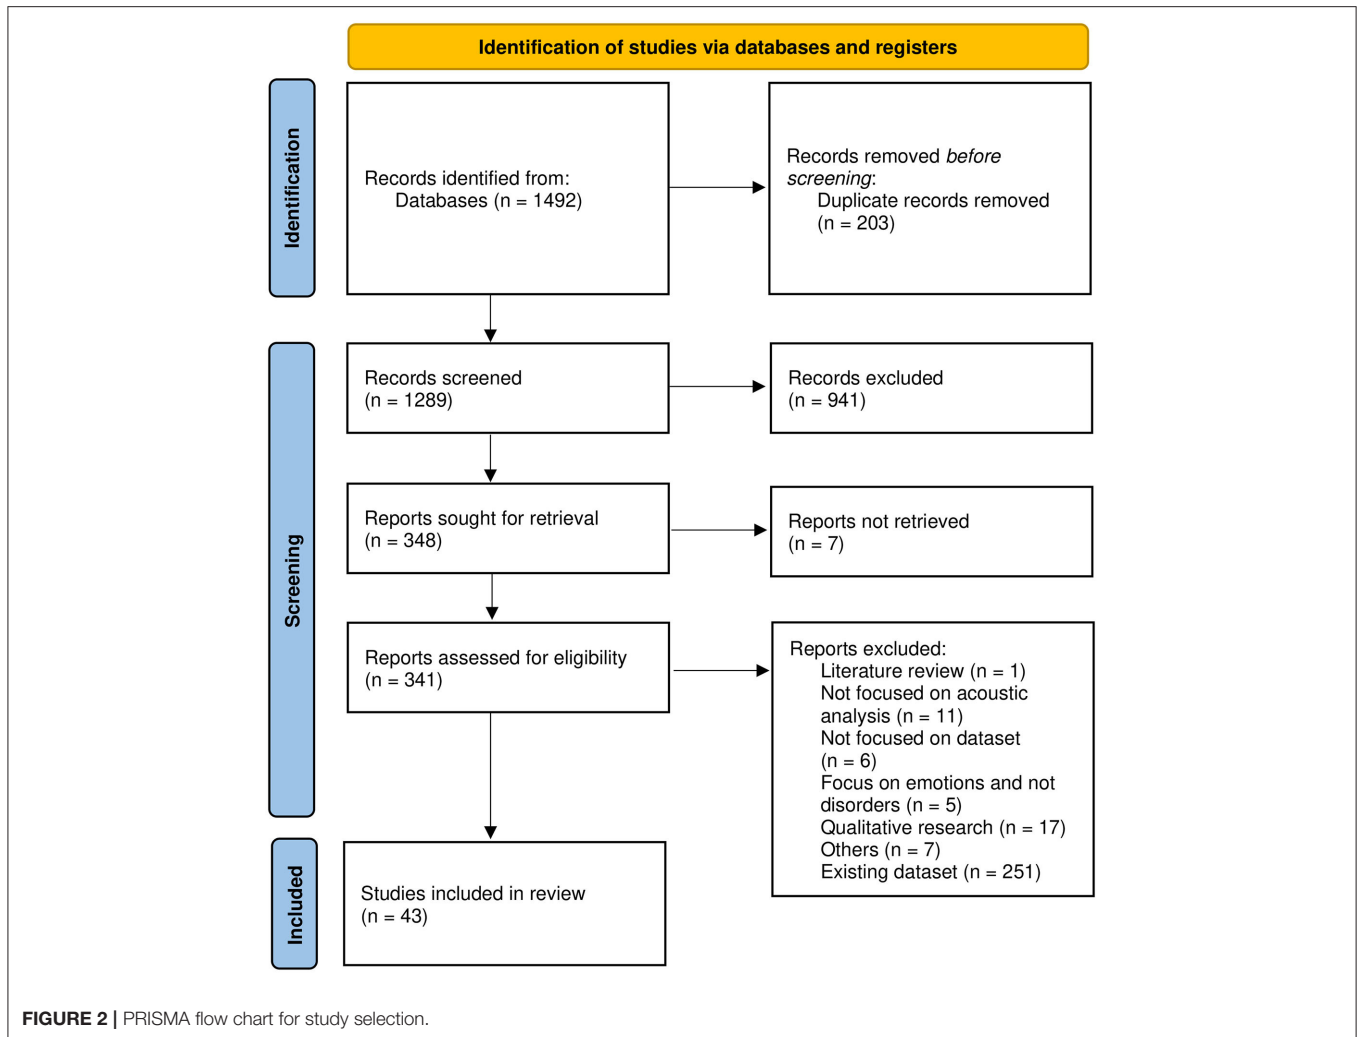 Identification of studies via databases and registers
Identification
Records identified from:
Databases (n = 1492)
Records removed before
screening:
Duplicate records removed
(n = 203)
Screening
Records screened
(n = 1289)
Records excluded
(n = 941)
Reports sought for retrieval
(n = 348)
Reports not retrieved
(n = 7)
Reports assessed for eligibility
(n = 341)
Reports excluded:
Literature review (n = 1)
Not focused on acoustic
analysis (n = 11)
Not focused on dataset
(n = 6)
Focus on emotions and not
disorders (n = 5)
Qualitative research (n = 17)
Others (n = 7)
Existing dataset (n = 251)
Included
Studies included in review
(n = 43)
FIGURE 2 | PRISMA flow chart for study selection.